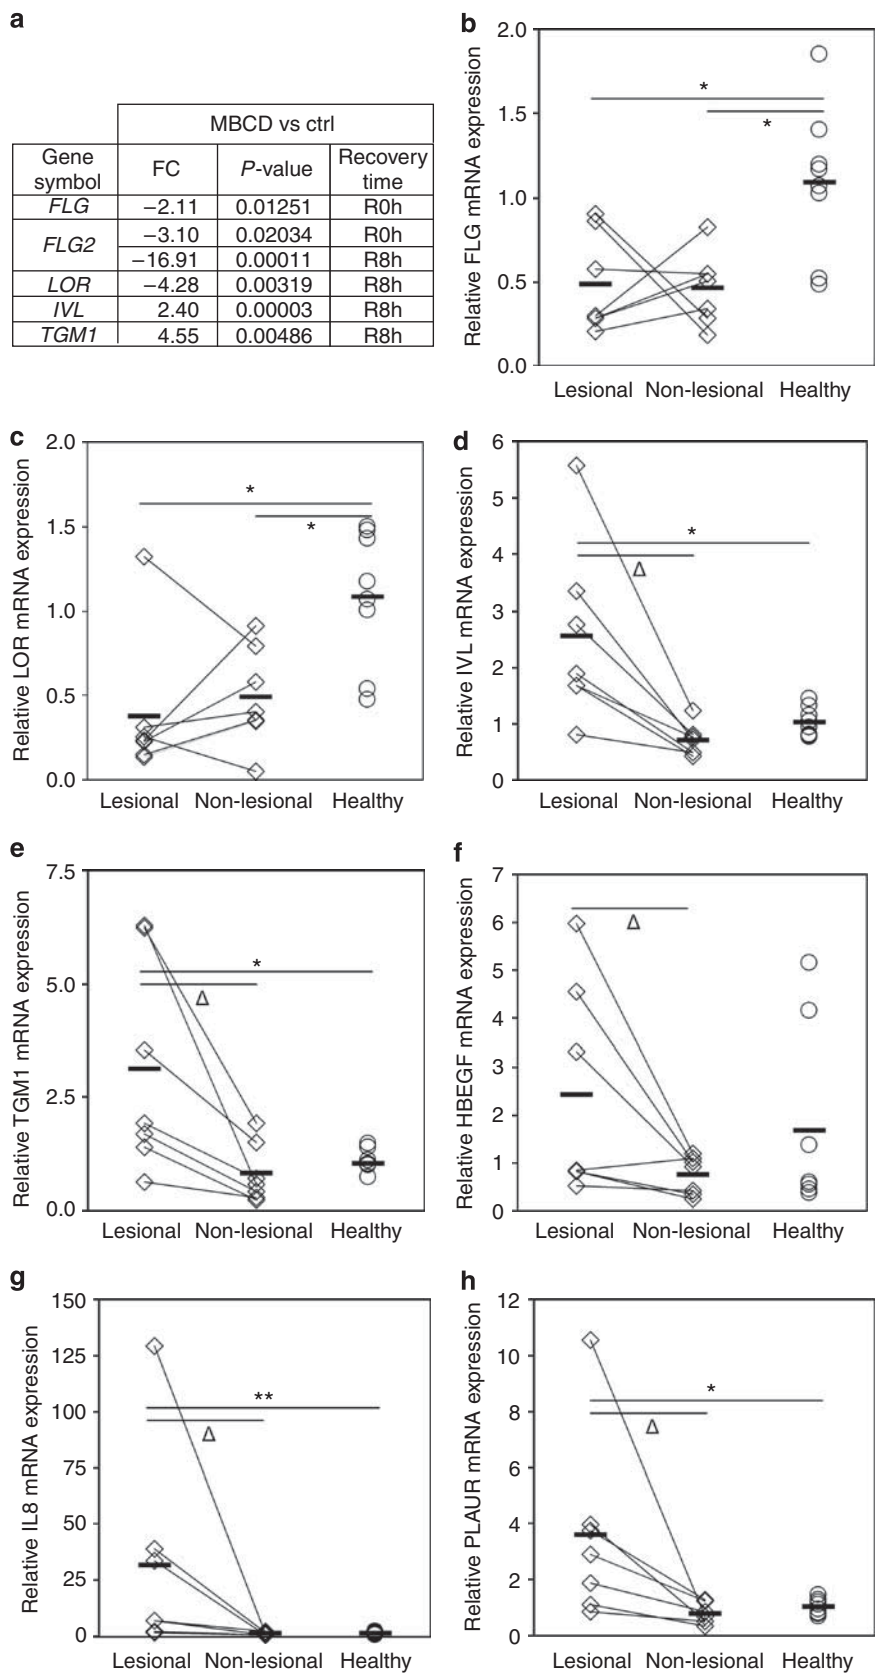 a
MBCD vs ctrl
Gene symbol FC P-value Recovery time
FLG −2.11 0.01251 R0h
FLG2 −3.10 0.02034 R0h
−16.91 0.00011 R8h
LOR −4.28 0.00319 R8h
IVL 2.40 0.00003 R8h
TGM1 4.55 0.00486 R8h
b
Relative FLG mRNA expression
2.0
1.5
1.0
0.5
0.0
*
*
Lesional Non-lesional Healthy
c
Relative LOR mRNA expression
2.0
1.5
1.0
0.5
0.0
*
*
Lesional Non-lesional Healthy
d
Relative IVL mRNA expression
6
5
4
3
2
1
0
*
Δ
Lesional Non-lesional Healthy
e
Relative TGM1 mRNA expression
7.5
5.0
2.5
0.0
*
Δ
Lesional Non-lesional Healthy
f
Relative HBEGF mRNA expression
7
6
5
4
3
2
1
0
Δ
Lesional Non-lesional Healthy
g
Relative IL8 mRNA expression
150
125
100
75
50
25
0
**
Δ
Lesional Non-lesional Healthy
h
Relative PLAUR mRNA expression
12
10
8
6
4
2
0
*
Δ
Lesional Non-lesional Healthy